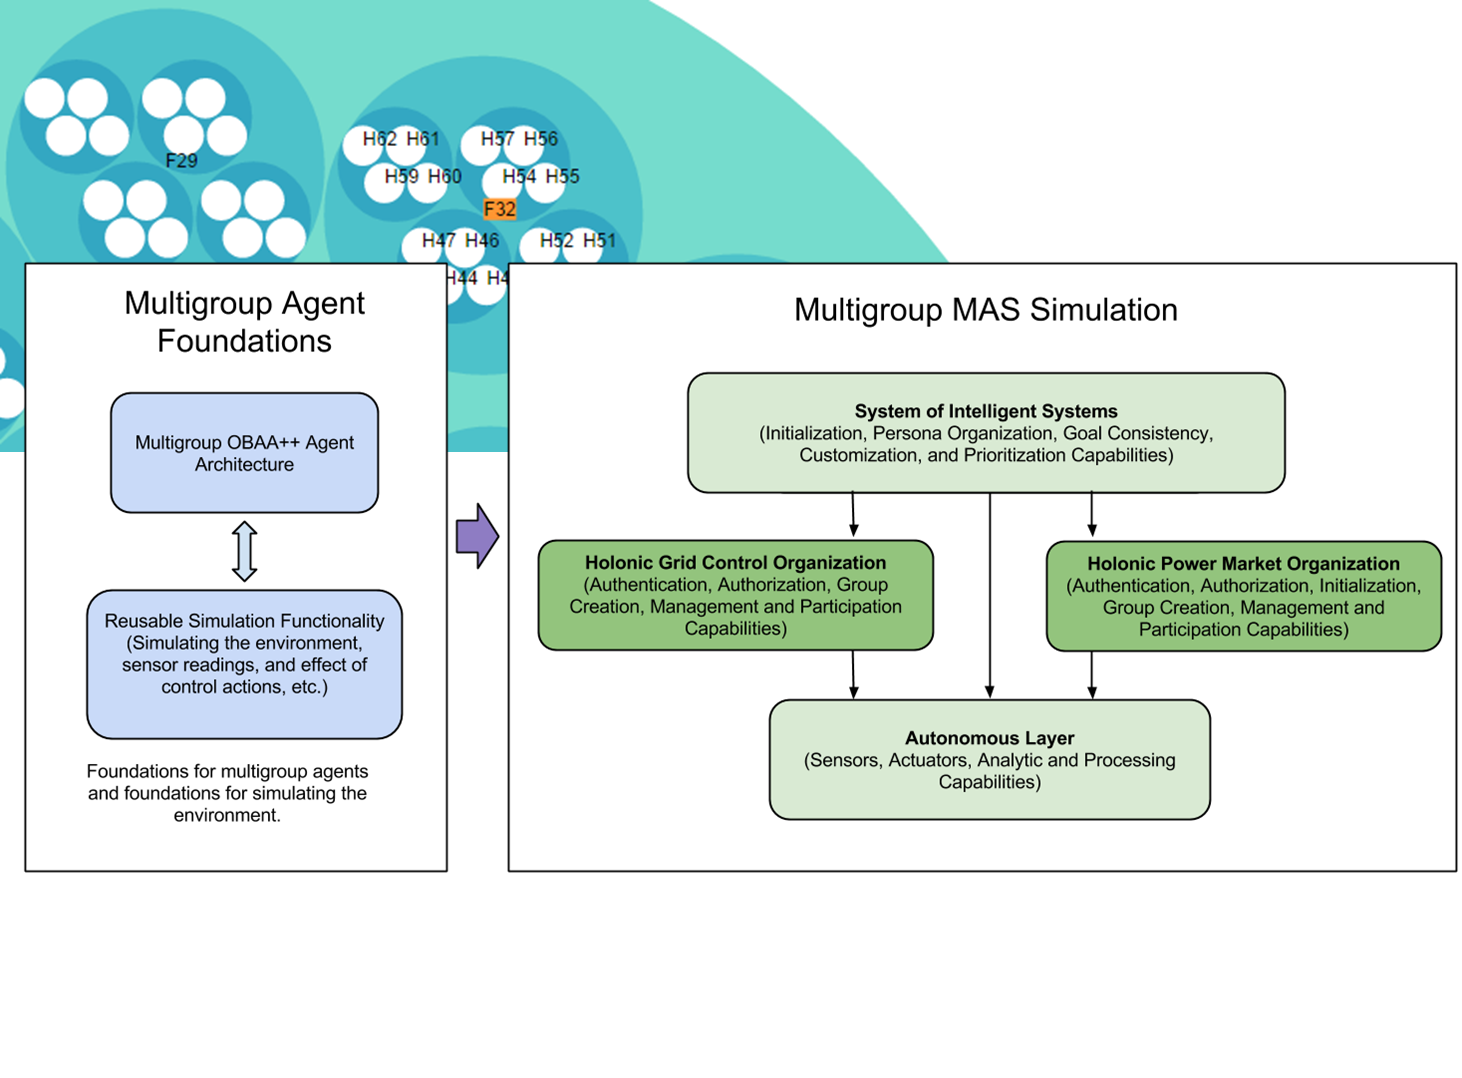 H62 H61
H57 H56
F29
H59 H60
H54 H55
F32
H47 H46
H52 H51
H44
Multigroup Agent
Foundations
Multigroup OBAA++ Agent
Architecture
Reusable Simulation Functionality
(Simulating the environment,
sensor readings, and effect of
control actions, etc.)
Foundations for multigroup agents
and foundations for simulating the
environment.
Multigroup MAS Simulation
System of Intelligent Systems
(Initialization, Persona Organization, Goal Consistency,
Customization, and Prioritization Capabilities)
Holonic Grid Control Organization
(Authentication, Authorization, Group
Creation, Management and Participation
Capabilities)
Holonic Power Market Organization
(Authentication, Authorization, Initialization,
Group Creation, Management and
Participation Capabilities)
Autonomous Layer
(Sensors, Actuators, Analytic and Processing
Capabilities)